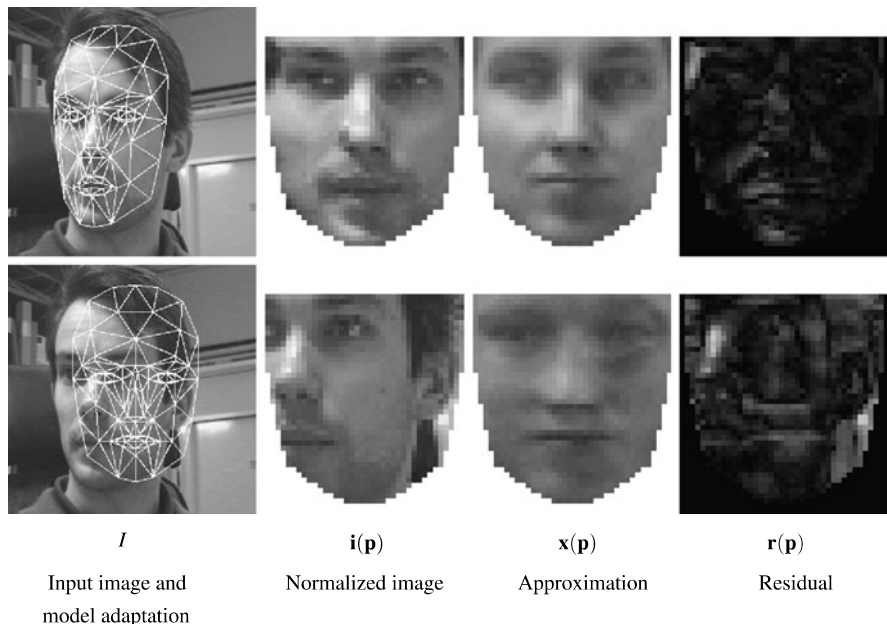 I i(p) x(p) r(p)
Input image and Normalized image Approximation Residual
model adaptation